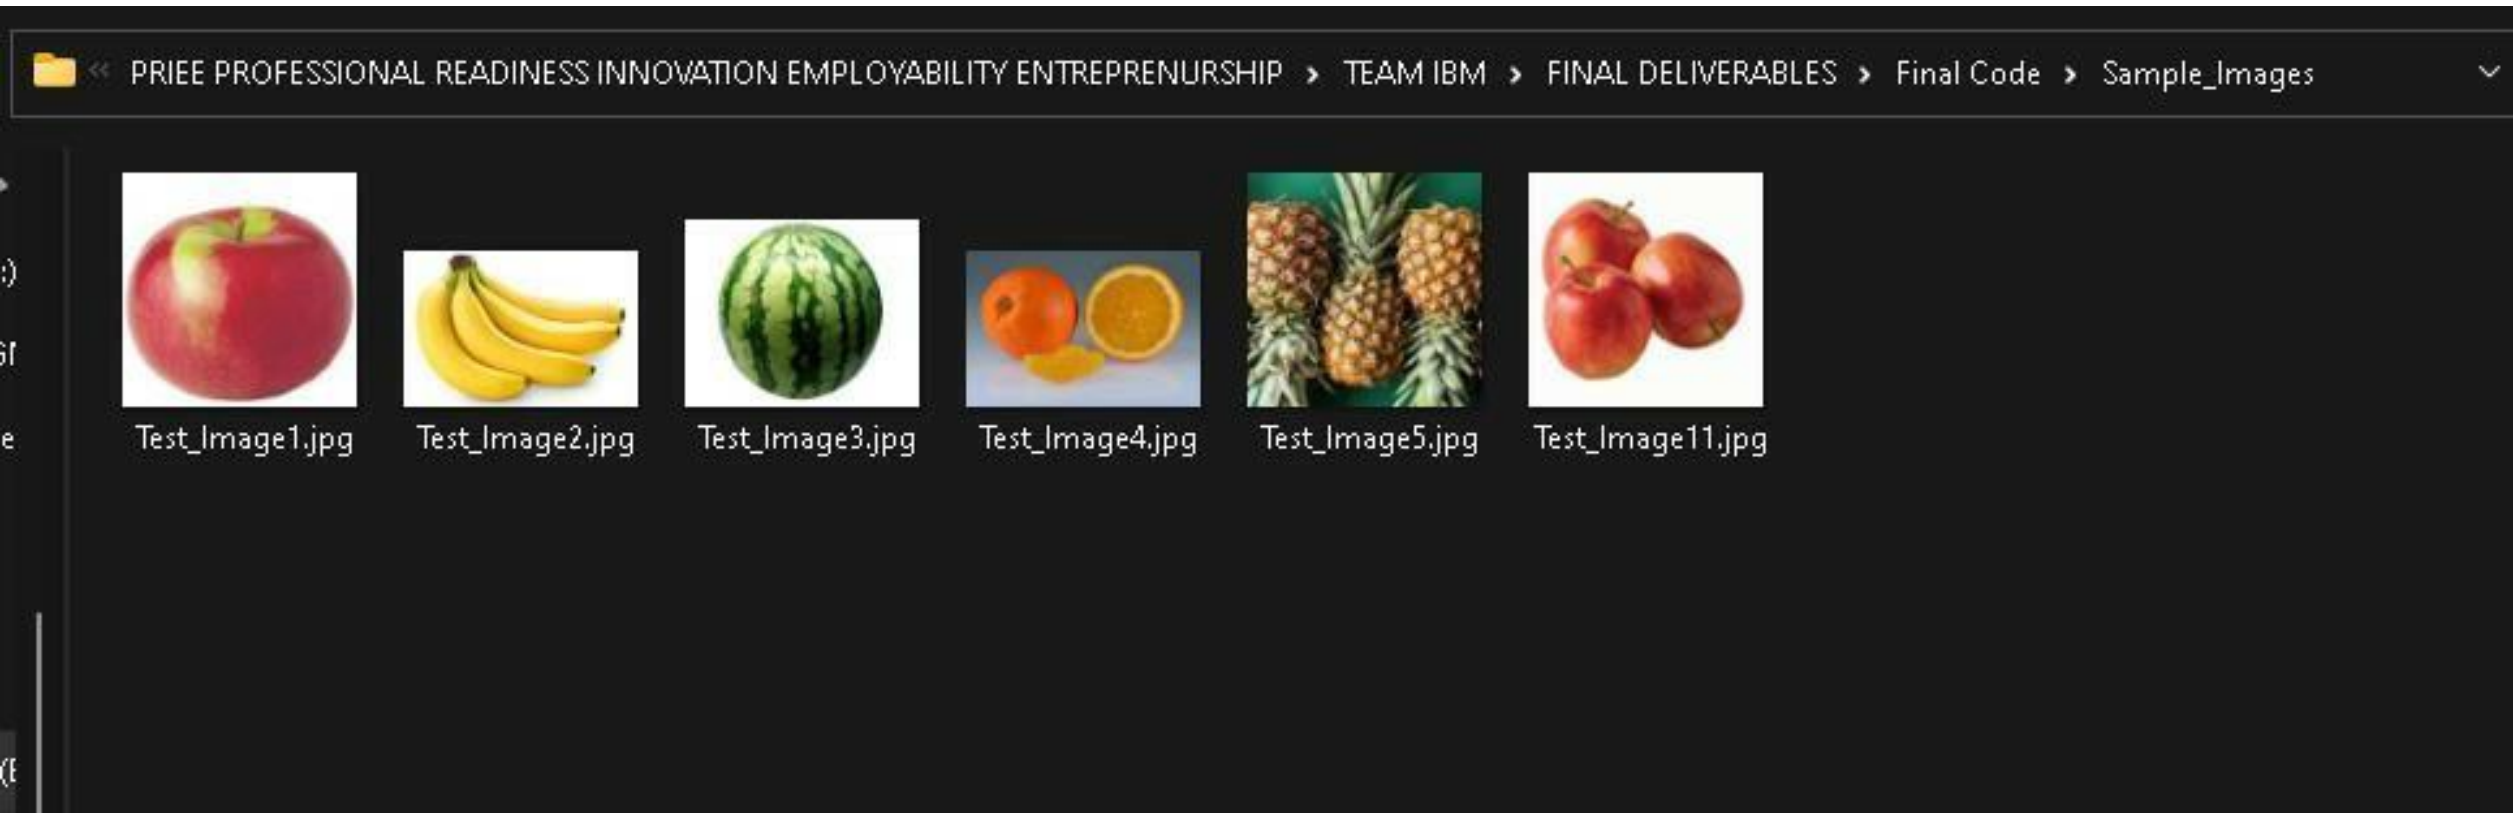 « PRIEE PROFESSIONAL READINESS INNOVATION EMPLOYABILITY ENTREPRENURSHIP › TEAM IBM › FINAL DELIVERABLES › Final Code › Sample_Images
:)
e
Test_Image1.jpg Test_Image2.jpg Test_Image3.jpg Test_Image4.jpg Test_Image5.jpg Test_Image11.jpg